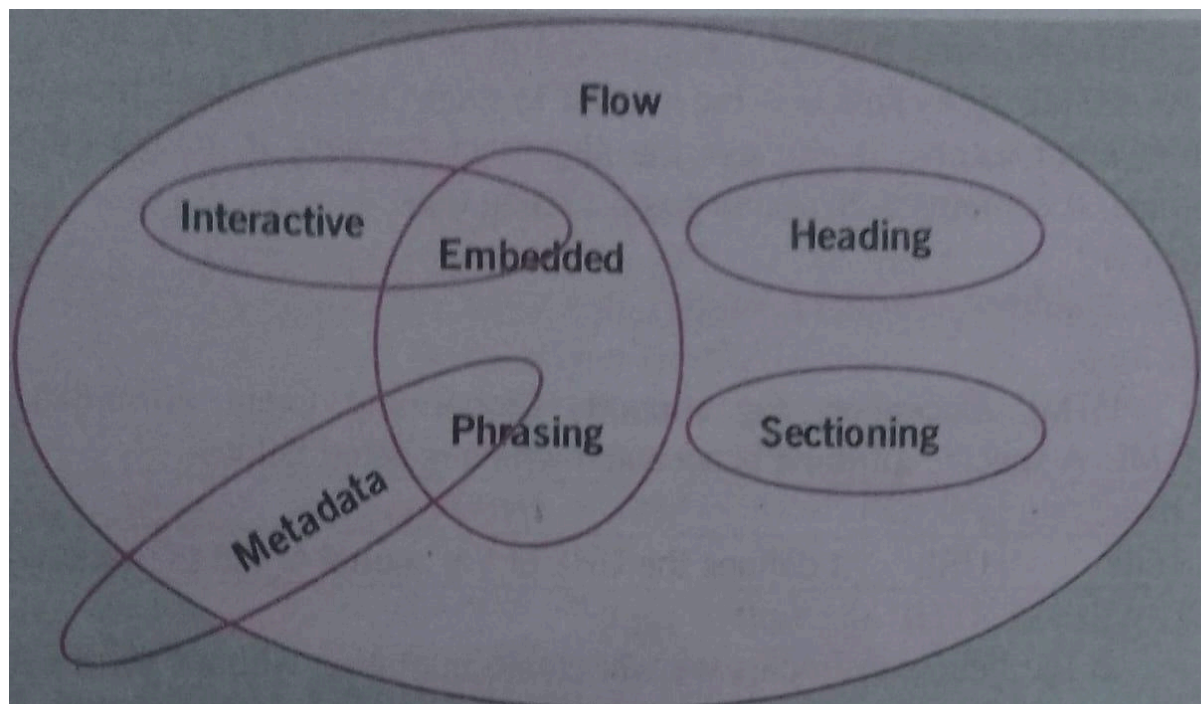 Flow
Interactive
Embedded
Heading
Phrasing
Sectioning
Metadata